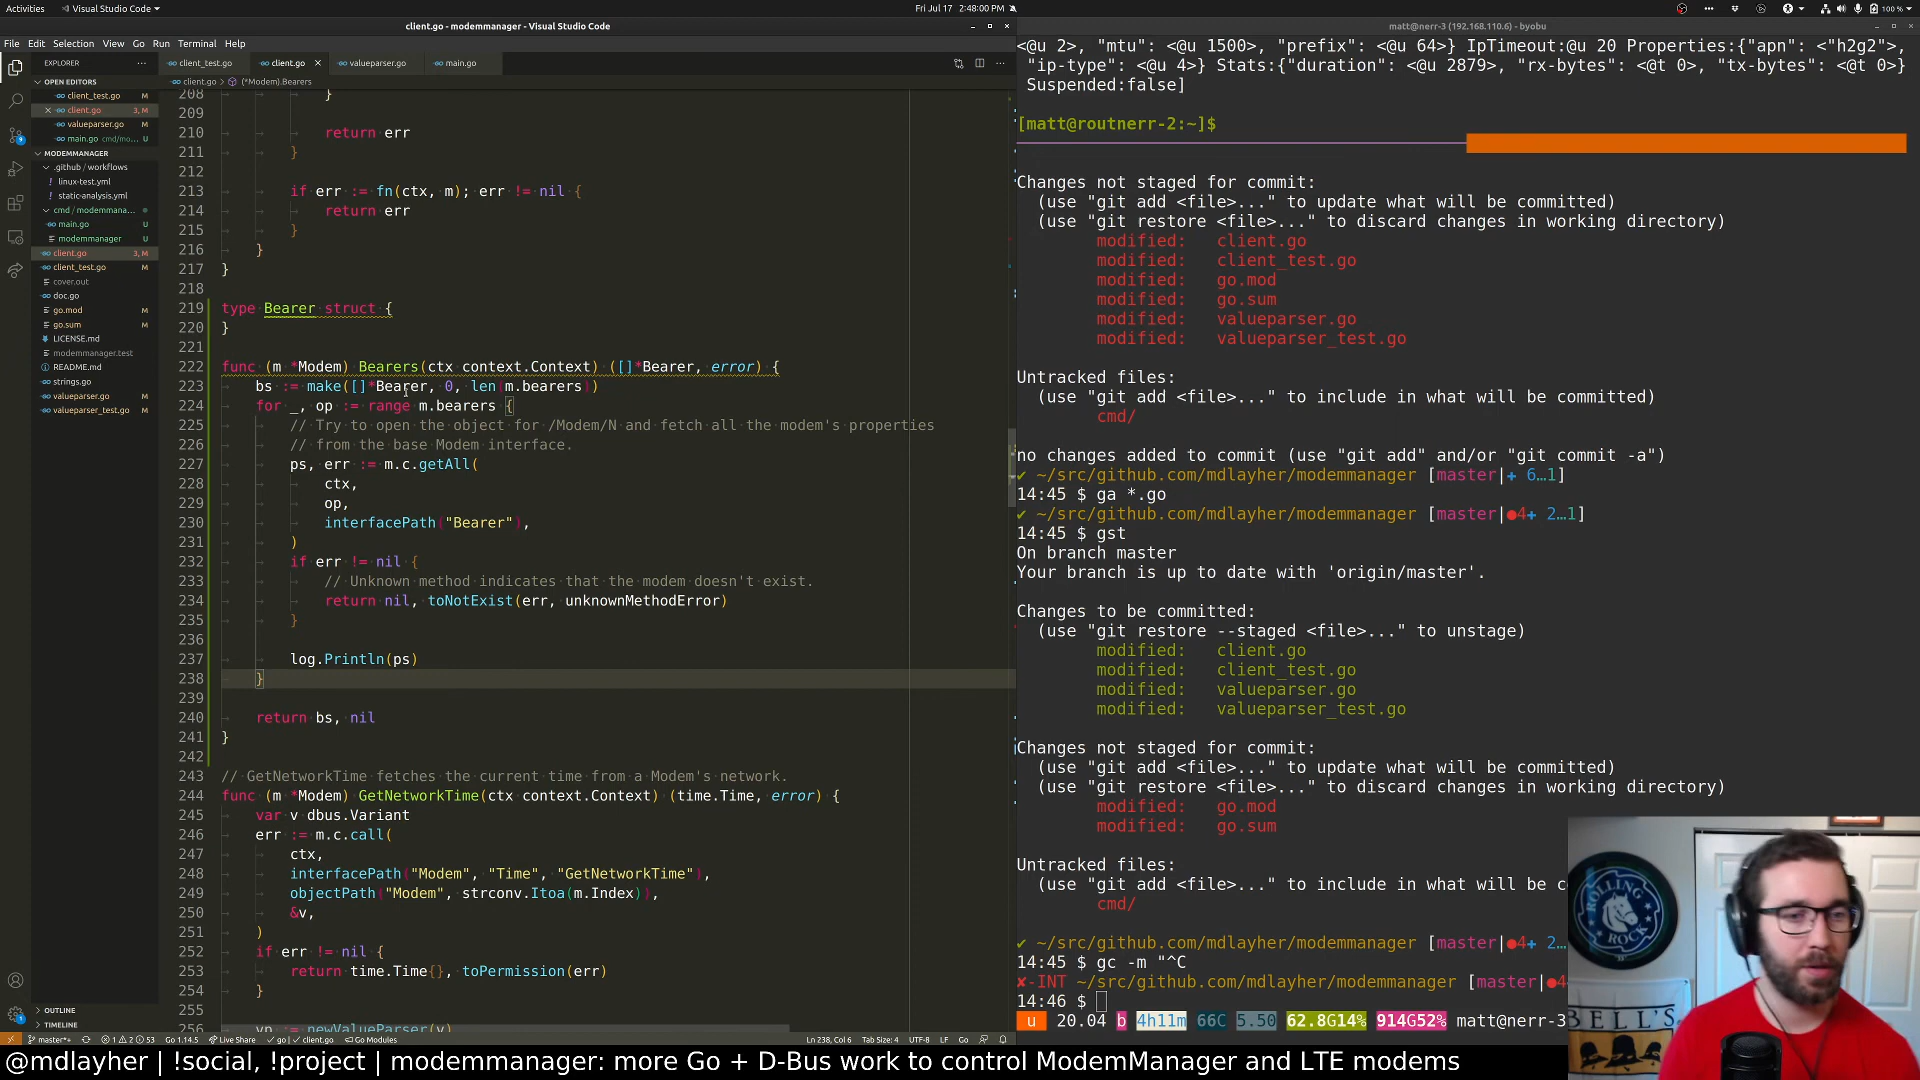 Activities
Visual Studio Code
Fri Jul 17 2:48:00 PM
100 %
client.go - modemmanager - Visual Studio Code
matt@nerr-3 (192.168.110.6) - byobu
File Edit Selection View Go Run Terminal Help
EXPLORER
OPEN EDITORS
client_test.go M
client.go 3, M
valueparser.go M
main.go cmd/mo... U
MODEMMANAGER
.github / workflows
linux-test.yml
static-analysis.yml
cmd / modemmana...
main.go U
modemmanager U
client.go 3, M
client_test.go M
cover.out
doc.go
go.mod M
go.sum M
LICENSE.md
modemmanager.test
README.md
strings.go
valueparser.go M
valueparser_test.go M
OUTLINE
TIMELINE
client_test.go client.go valueparser.go main.go
client.go > (*Modem).Bearers
208 }
209
210 return err
211 }
212
213 if err := fn(ctx, m); err != nil {
214 return err
215 }
216 }
217 }
218
219 type Bearer struct {
220 }
221
222 func (m *Modem) Bearers(ctx context.Context) ([]*Bearer, error) {
223 bs := make([]*Bearer, 0, len(m.bearers))
224 for _, op := range m.bearers {
225 // Try to open the object for /Modem/N and fetch all the modem's properties
226 // from the base Modem interface.
227 ps, err := m.c.getAll(
228 ctx,
229 op,
230 interfacePath("Bearer"),
231 )
232 if err != nil {
233 // Unknown method indicates that the modem doesn't exist.
234 return nil, toNotExist(err, unknownMethodError)
235 }
236
237 log.Println(ps)
238 }
239
240 return bs, nil
241 }
242
243 // GetNetworkTime fetches the current time from a Modem's network.
244 func (m *Modem) GetNetworkTime(ctx context.Context) (time.Time, error) {
245 var v dbus.Variant
246 err := m.c.call(
247 ctx,
248 interfacePath("Modem", "Time", "GetNetworkTime"),
249 objectPath("Modem", strconv.Itoa(m.Index)),
250 &v,
251 )
252 if err != nil {
253 return time.Time{}, toPermission(err)
254 }
255
256 vp := newValueParser(v)
master*+ 1 2 53 Live Share go | client.go Go Modules
Ln 238, Col 6 Tab Size: 4 UTF-8 LF Go
Go 1.14.5
<@u 2>, "mtu": <@u 1500>, "prefix": <@u 64>} IpTimeout:@u 20 Properties:{"apn": <"h2g2">,
"ip-type": <@u 4>} Stats:{"duration": <@u 2879>, "rx-bytes": <@t 0>, "tx-bytes": <@t 0>}
Suspended:false]
[matt@routnerr-2:~]$
Changes not staged for commit:
(use "git add <file>..." to update what will be committed)
(use "git restore <file>..." to discard changes in working directory)
modified: client.go
modified: client_test.go
modified: go.mod
modified: go.sum
modified: valueparser.go
modified: valueparser_test.go
Untracked files:
(use "git add <file>..." to include in what will be committed)
cmd/
no changes added to commit (use "git add" and/or "git commit -a")
✔ ~/src/github.com/mdlayher/modemmanager [master|✚ 6…1]
14:45 $ ga *.go
✔ ~/src/github.com/mdlayher/modemmanager [master|●4✚ 2…1]
14:45 $ gst
On branch master
Your branch is up to date with 'origin/master'.
Changes to be committed:
(use "git restore --staged <file>..." to unstage)
modified: client.go
modified: client_test.go
modified: valueparser.go
modified: valueparser_test.go
Changes not staged for commit:
(use "git add <file>..." to update what will be committed)
(use "git restore <file>..." to discard changes in working directory)
modified: go.mod
modified: go.sum
Untracked files:
(use "git add <file>..." to include in what will be c
cmd/
✔ ~/src/github.com/mdlayher/modemmanager [master|●4✚ 2…
14:45 $ gc -m "^C
✘-INT ~/src/github.com/mdlayher/modemmanager [master|●4
14:46 $
u 20.04 b 4h11m 66C 5.50 62.8G14% 914G52% matt@nerr-3
ROLLING ROCK
BELL'S
@mdlayher | !social, !project | modemmanager: more Go + D-Bus work to control ModemManager and LTE modems